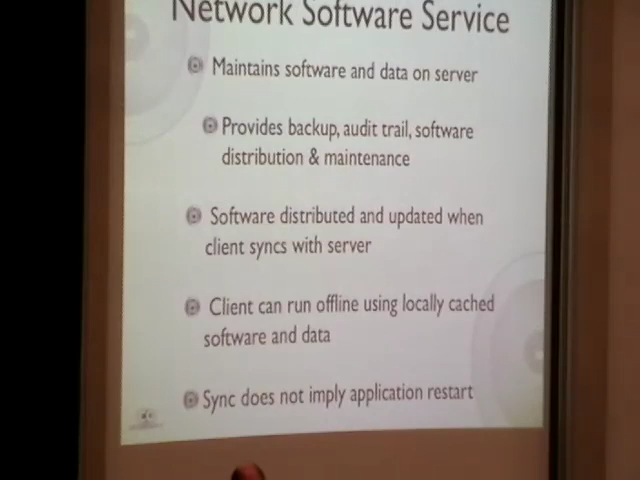 Network Software Service
Maintains software and data on server
Provides backup, audit trail, software
distribution & maintenance
Software distributed and updated when
client syncs with server
Client can run offline using locally cached
software and data
Sync does not imply application restart